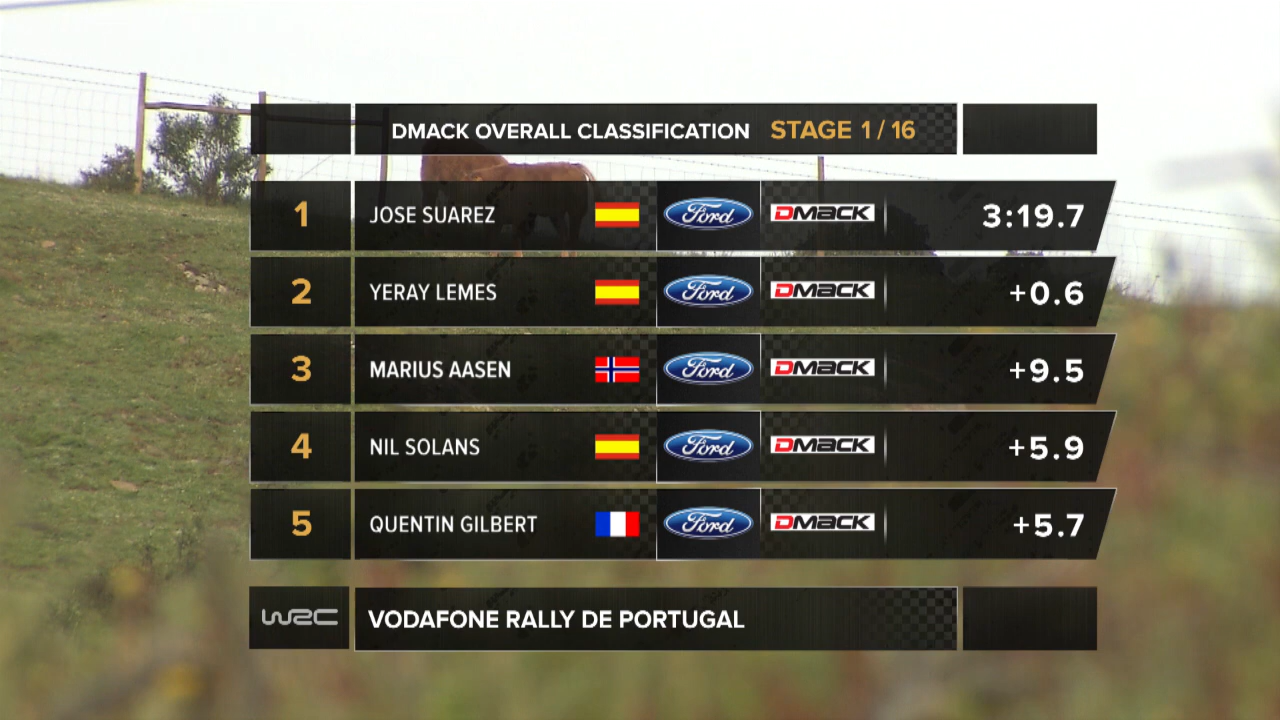 DMACK OVERALL CLASSIFICATION STAGE 1 / 16
1 JOSE SUAREZ Ford DMACK 3:19.7
2 YERAY LEMES Ford DMACK +0.6
3 MARIUS AASEN Ford DMACK +9.5
4 NIL SOLANS Ford DMACK +5.9
5 QUENTIN GILBERT Ford DMACK +5.7
WRC VODAFONE RALLY DE PORTUGAL